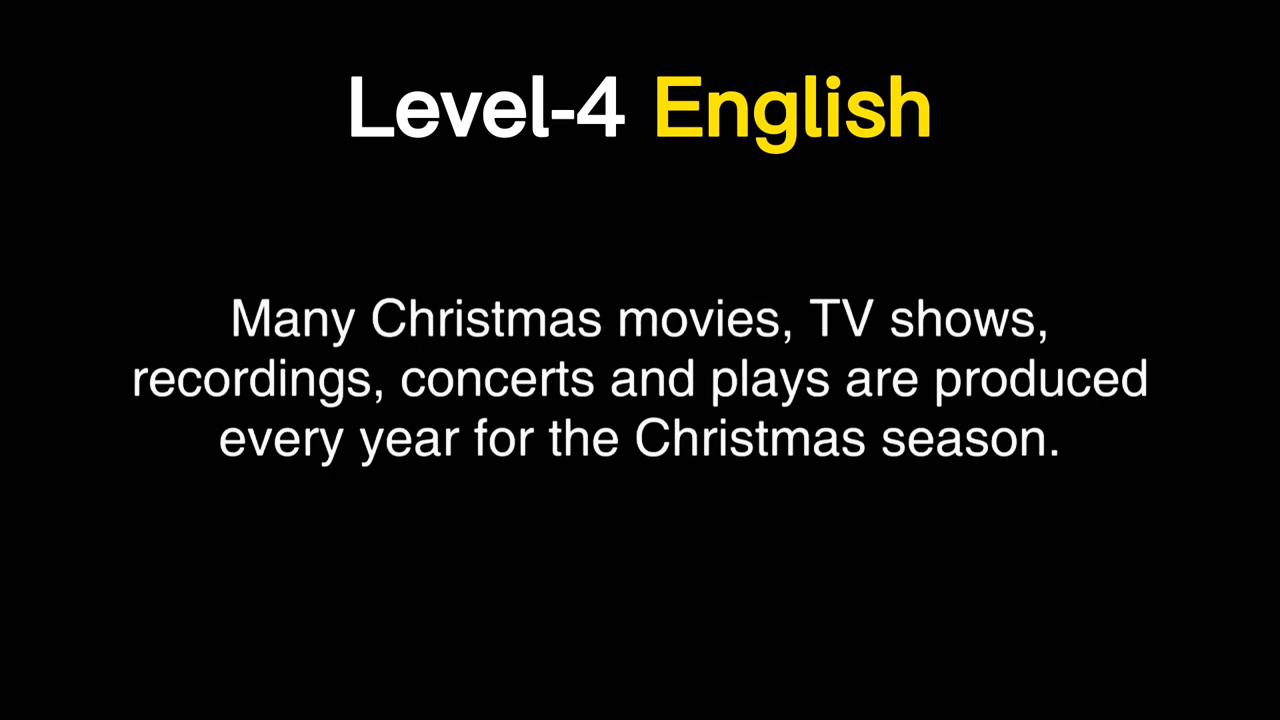 Level-4 English
Many Christmas movies, TV shows,
recordings, concerts and plays are produced
every year for the Christmas season.